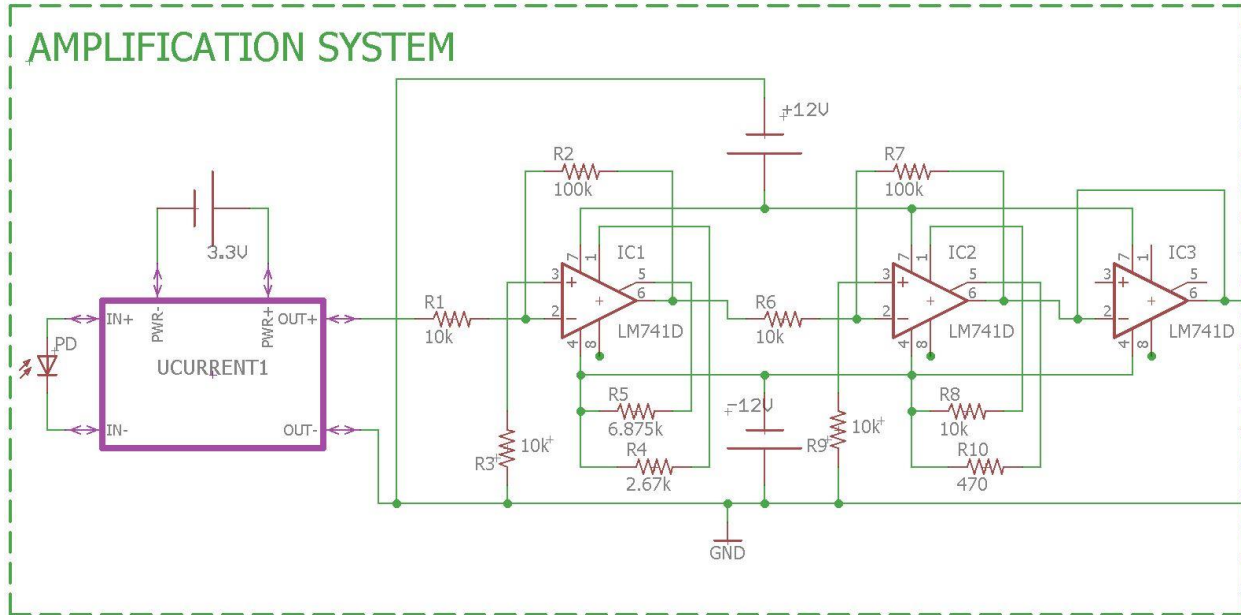 AMPLIFICATION SYSTEM
+12V
R2
100k
R7
100k
3.3V
IC1
IC2
IC3
7
1
7
1
7
1
3
5
3
5
3
5
+
+
+
6
6
6
2
2
2
-
-
-
4
8
4
8
4
8
LM741D
LM741D
LM741D
R1
10k
R6
10k
IN+
PWR-
PWR+
OUT+
PD
UCURRENT1
IN-
OUT-
R5
6.875k
R4
2.67k
-12V
R8
10k
R10
470
R3
10k
R9
10k
GND